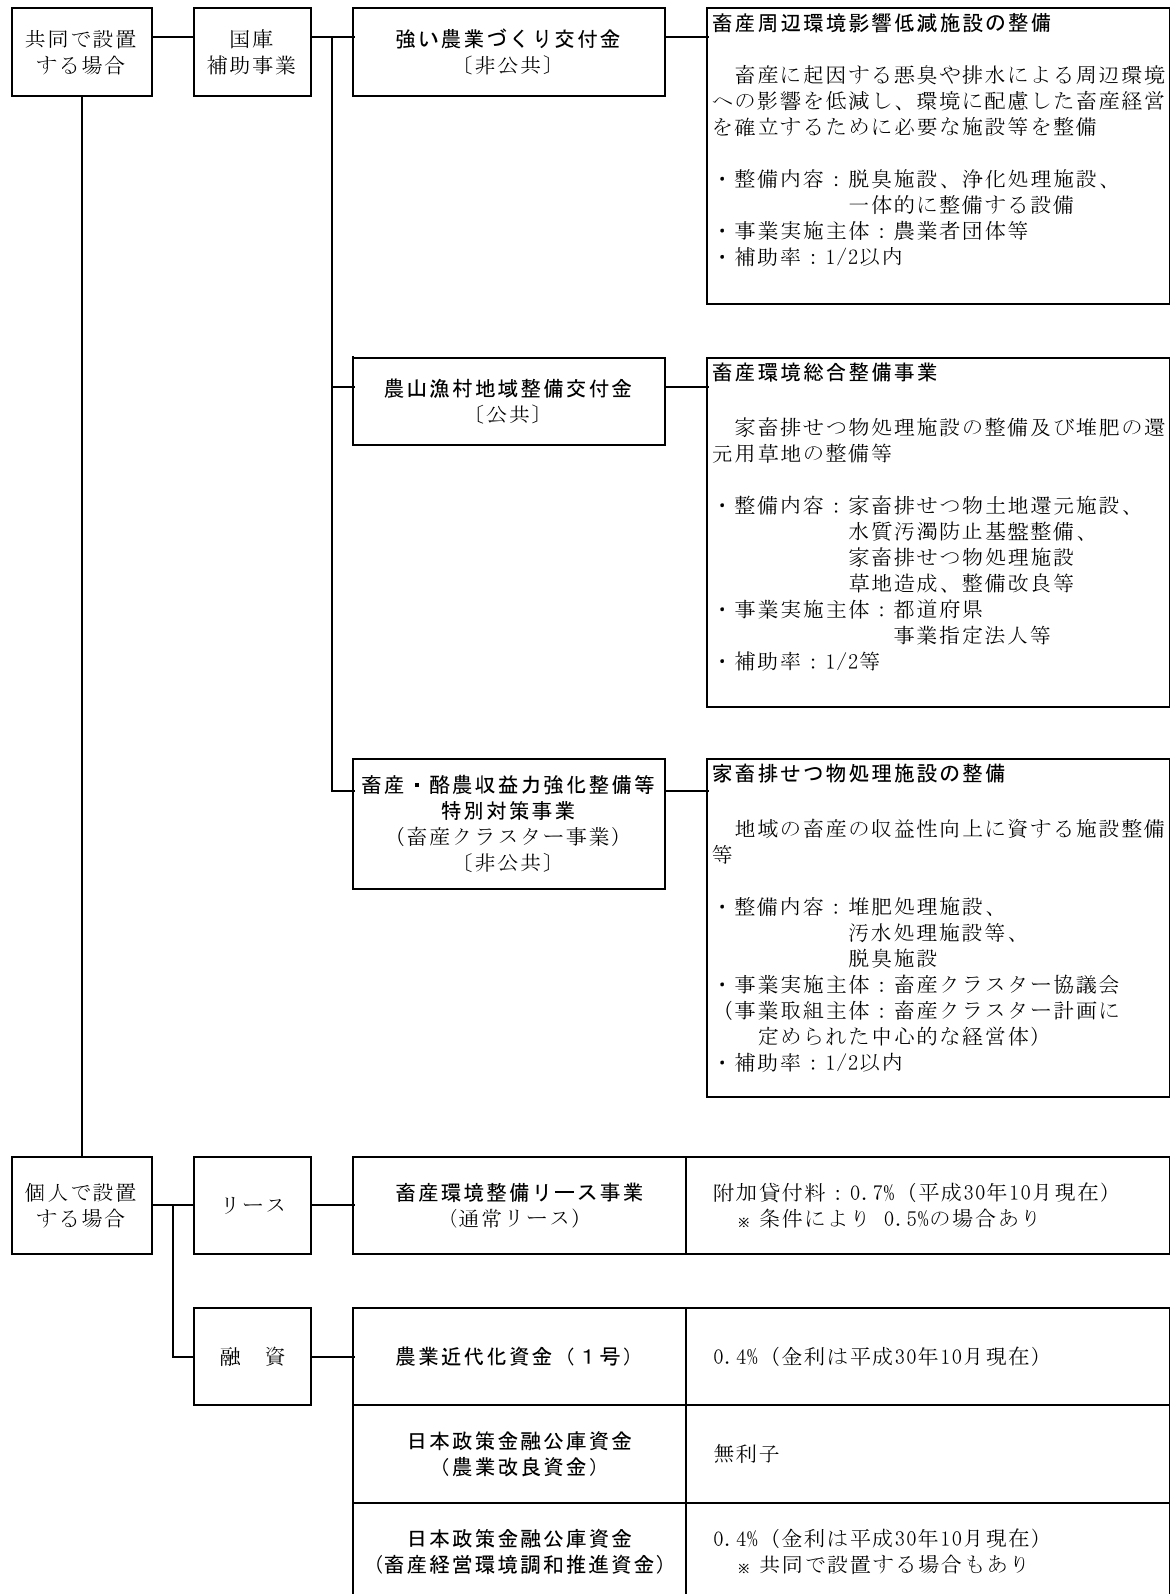 共同で設置
する場合
国庫
補助事業
強い農業づくり交付金
〔非公共〕
畜産周辺環境影響低減施設の整備
畜産に起因する悪臭や排水による周辺環境
への影響を低減し、環境に配慮した畜産経営
を確立するために必要な施設等を整備
・整備内容：脱臭施設、浄化処理施設、
一体的に整備する設備
・事業実施主体：農業者団体等
・補助率：1/2以内
農山漁村地域整備交付金
〔公共〕
畜産環境総合整備事業
家畜排せつ物処理施設の整備及び堆肥の還
元用草地の整備等
・整備内容：家畜排せつ物土地還元施設、
水質汚濁防止基盤整備、
家畜排せつ物処理施設
草地造成、整備改良等
・事業実施主体：都道府県
事業指定法人等
・補助率：1/2等
畜産・酪農収益力強化整備等
特別対策事業
（畜産クラスター事業）
〔非公共〕
家畜排せつ物処理施設の整備
地域の畜産の収益性向上に資する施設整備
等
・整備内容：堆肥処理施設、
汚水処理施設等、
脱臭施設
・事業実施主体：畜産クラスター協議会
（事業取組主体：畜産クラスター計画に
定められた中心的な経営体）
・補助率：1/2以内
個人で設置
する場合
リース
畜産環境整備リース事業
（通常リース）
附加貸付料：0.7%（平成30年10月現在）
※ 条件により 0.5%の場合あり
融　資
農業近代化資金（１号）
0.4%（金利は平成30年10月現在）
日本政策金融公庫資金
（農業改良資金）
無利子
日本政策金融公庫資金
（畜産経営環境調和推進資金）
0.4%（金利は平成30年10月現在）
※ 共同で設置する場合もあり